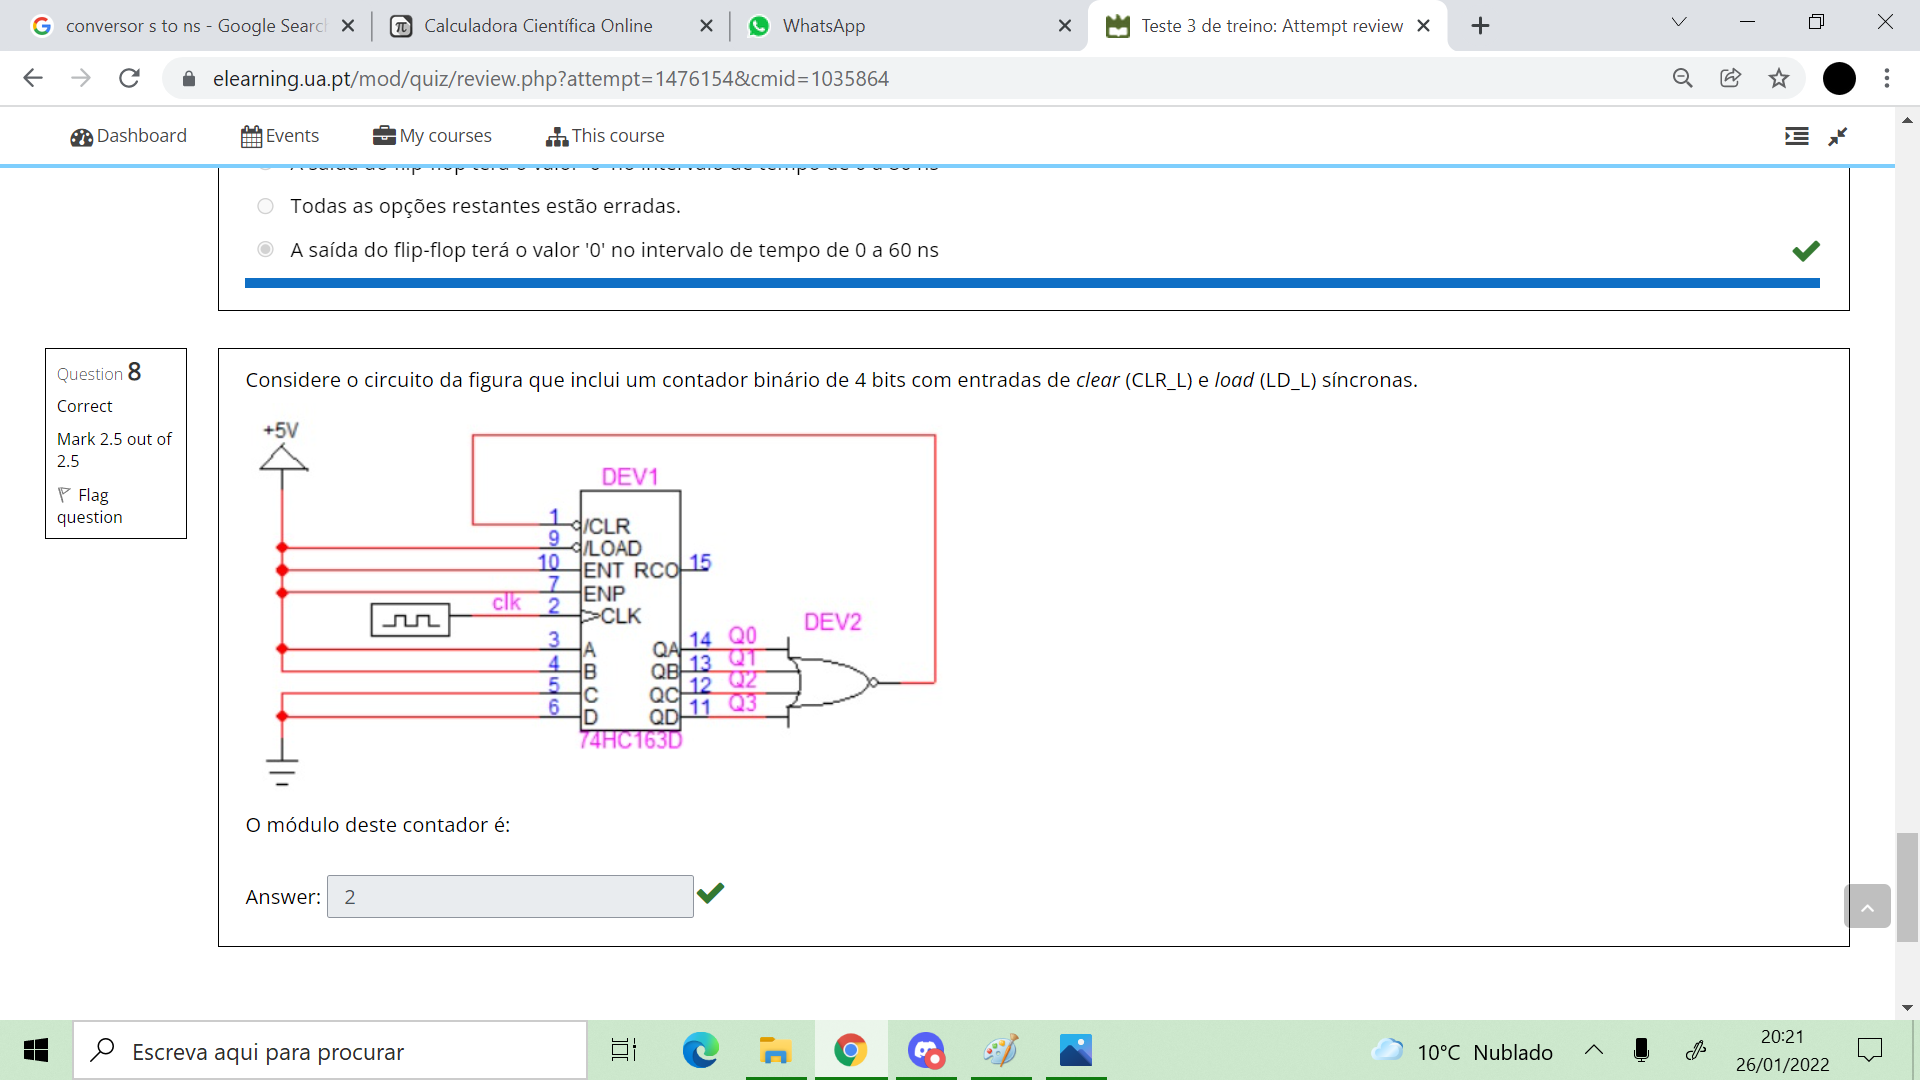 conversor s to ns - Google Searc
Calculadora Científica Online
WhatsApp
Teste 3 de treino: Attempt review
elearning.ua.pt/mod/quiz/review.php?attempt=1476154&cmid=1035864
Dashboard
Events
My courses
This course
Todas as opções restantes estão erradas.
A saída do flip-flop terá o valor '0' no intervalo de tempo de 0 a 60 ns
Question 8
Correct
Mark 2.5 out of
2.5
Flag
question
Considere o circuito da figura que inclui um contador binário de 4 bits com entradas de clear (CLR_L) e load (LD_L) síncronas.
+5V
DEV1
1 /CLR
9 /LOAD
10 ENT RCO 15
7 ENP
clk 2 CLK
DEV2
3 A QA 14 Q0
4 B QB 13 Q1
5 C QC 12 Q2
6 D QD 11 Q3
74HC163D
O módulo deste contador é:
Answer: 2
Escreva aqui para procurar
10°C Nublado
20:21
26/01/2022